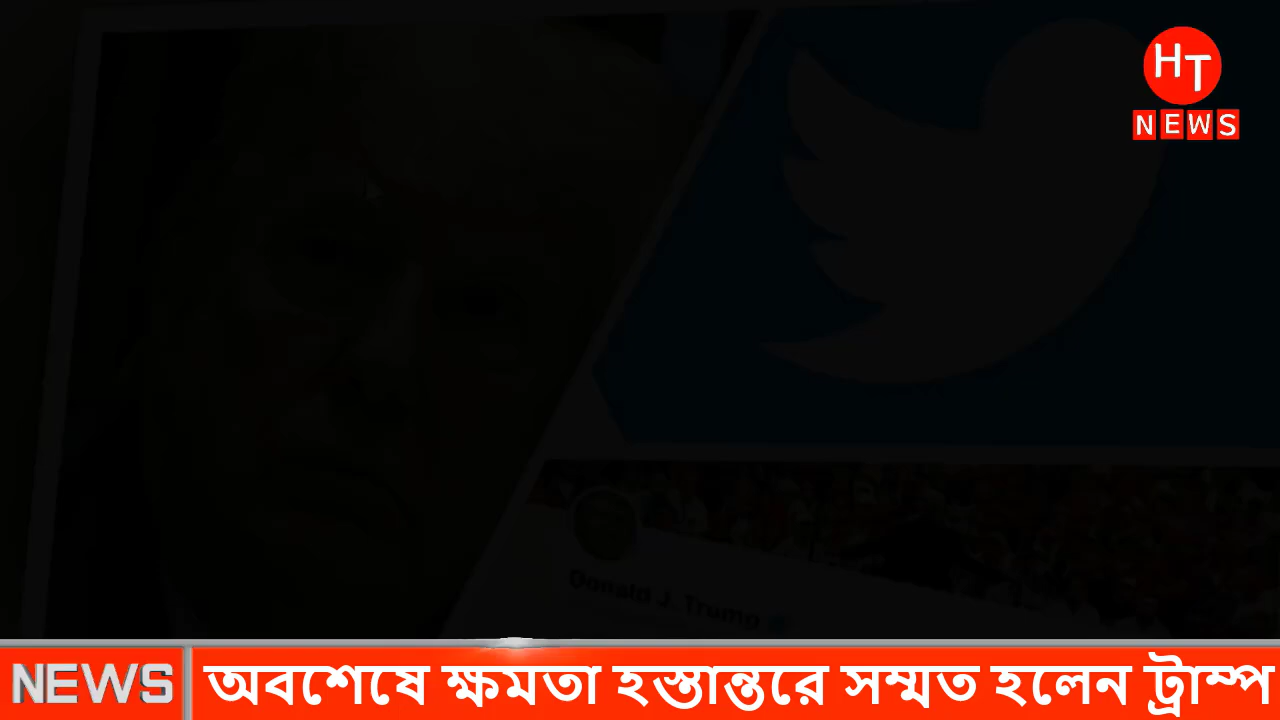 HT
NEWS
Donald J. Trump
NEWS
অবশেষে ক্ষমতা হস্তান্তরে সম্মত হলেন ট্রাম্প